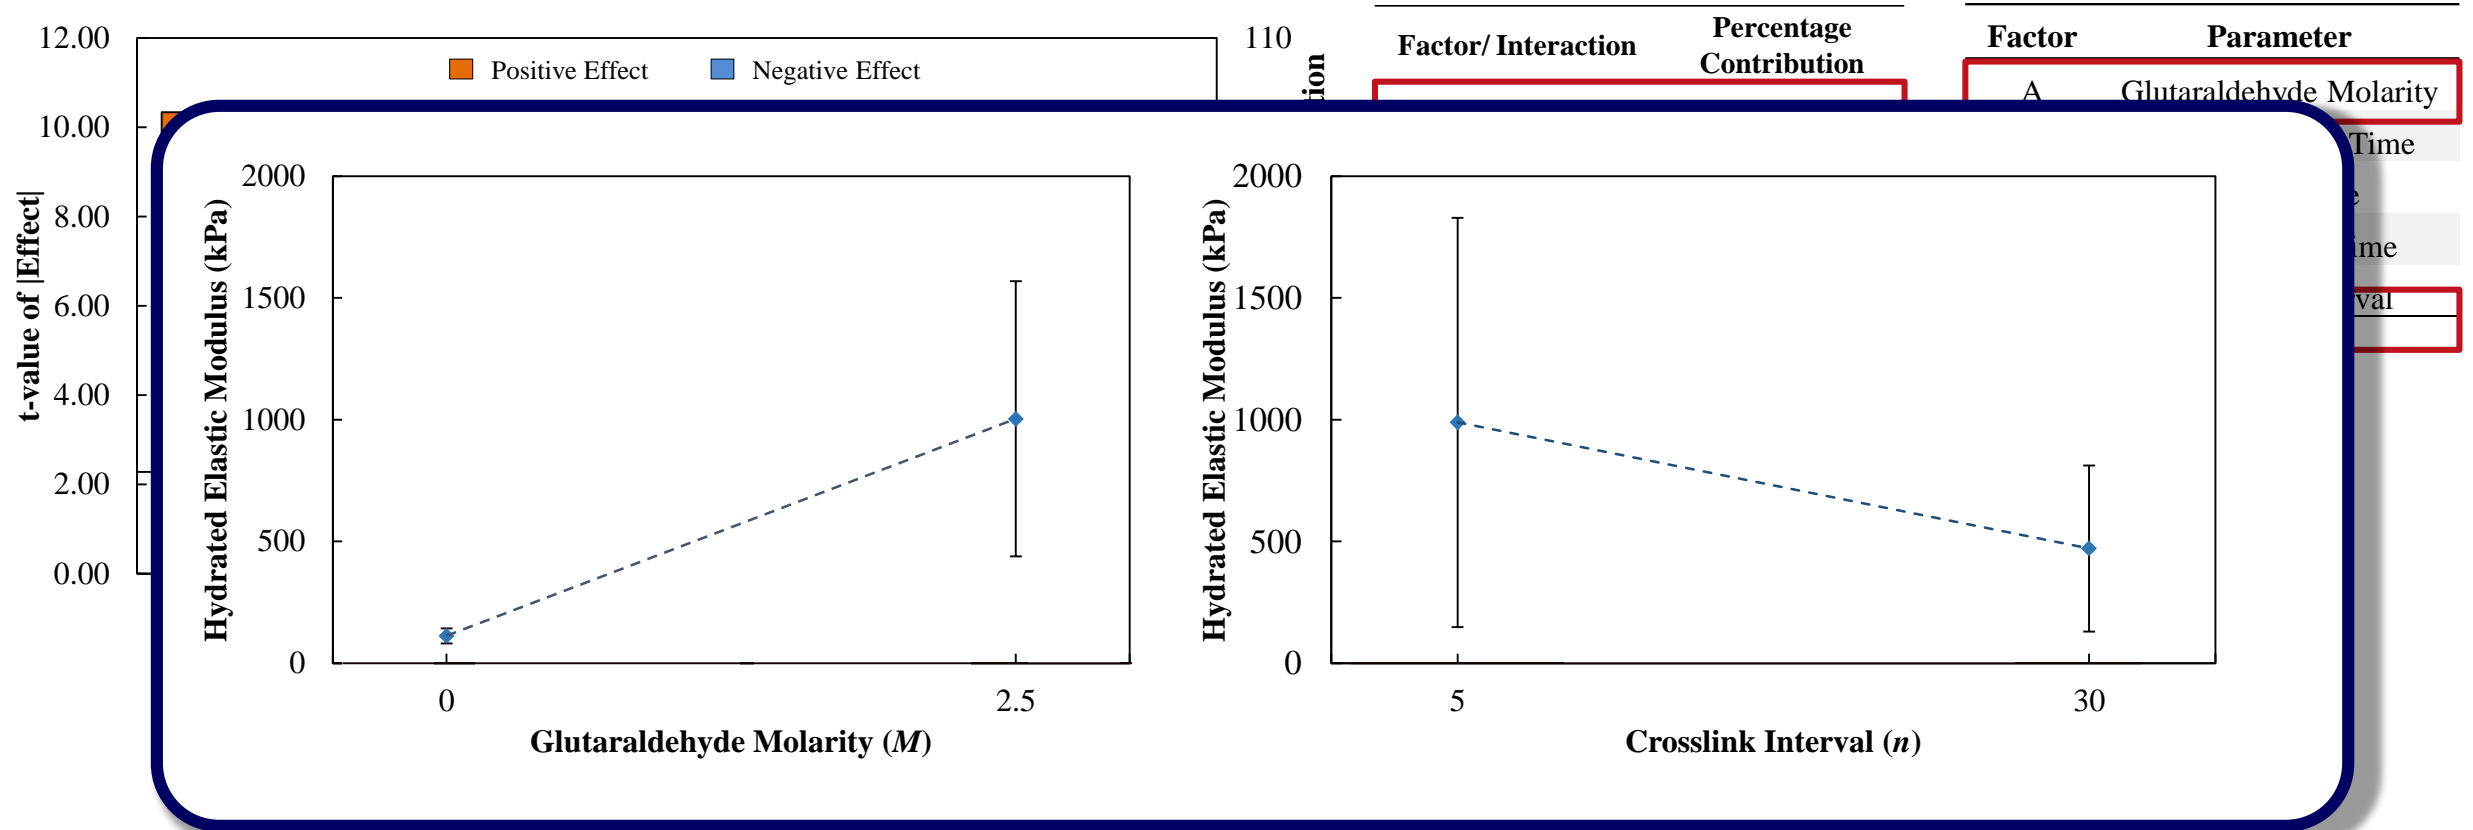 12.00
10.00
8.00
6.00
4.00
2.00
0.00
t-value of |Effect|
Positive Effect
Negative Effect
110
Factor/ Interaction
Percentage
Contribution
Factor
Parameter
A
Glutaraldehyde Molarity
Time
2000
1500
1000
500
0
Hydrated Elastic Modulus (kPa)
0
2.5
Glutaraldehyde Molarity (M)
2000
1500
1000
500
0
Hydrated Elastic Modulus (kPa)
5
30
Crosslink Interval (n)